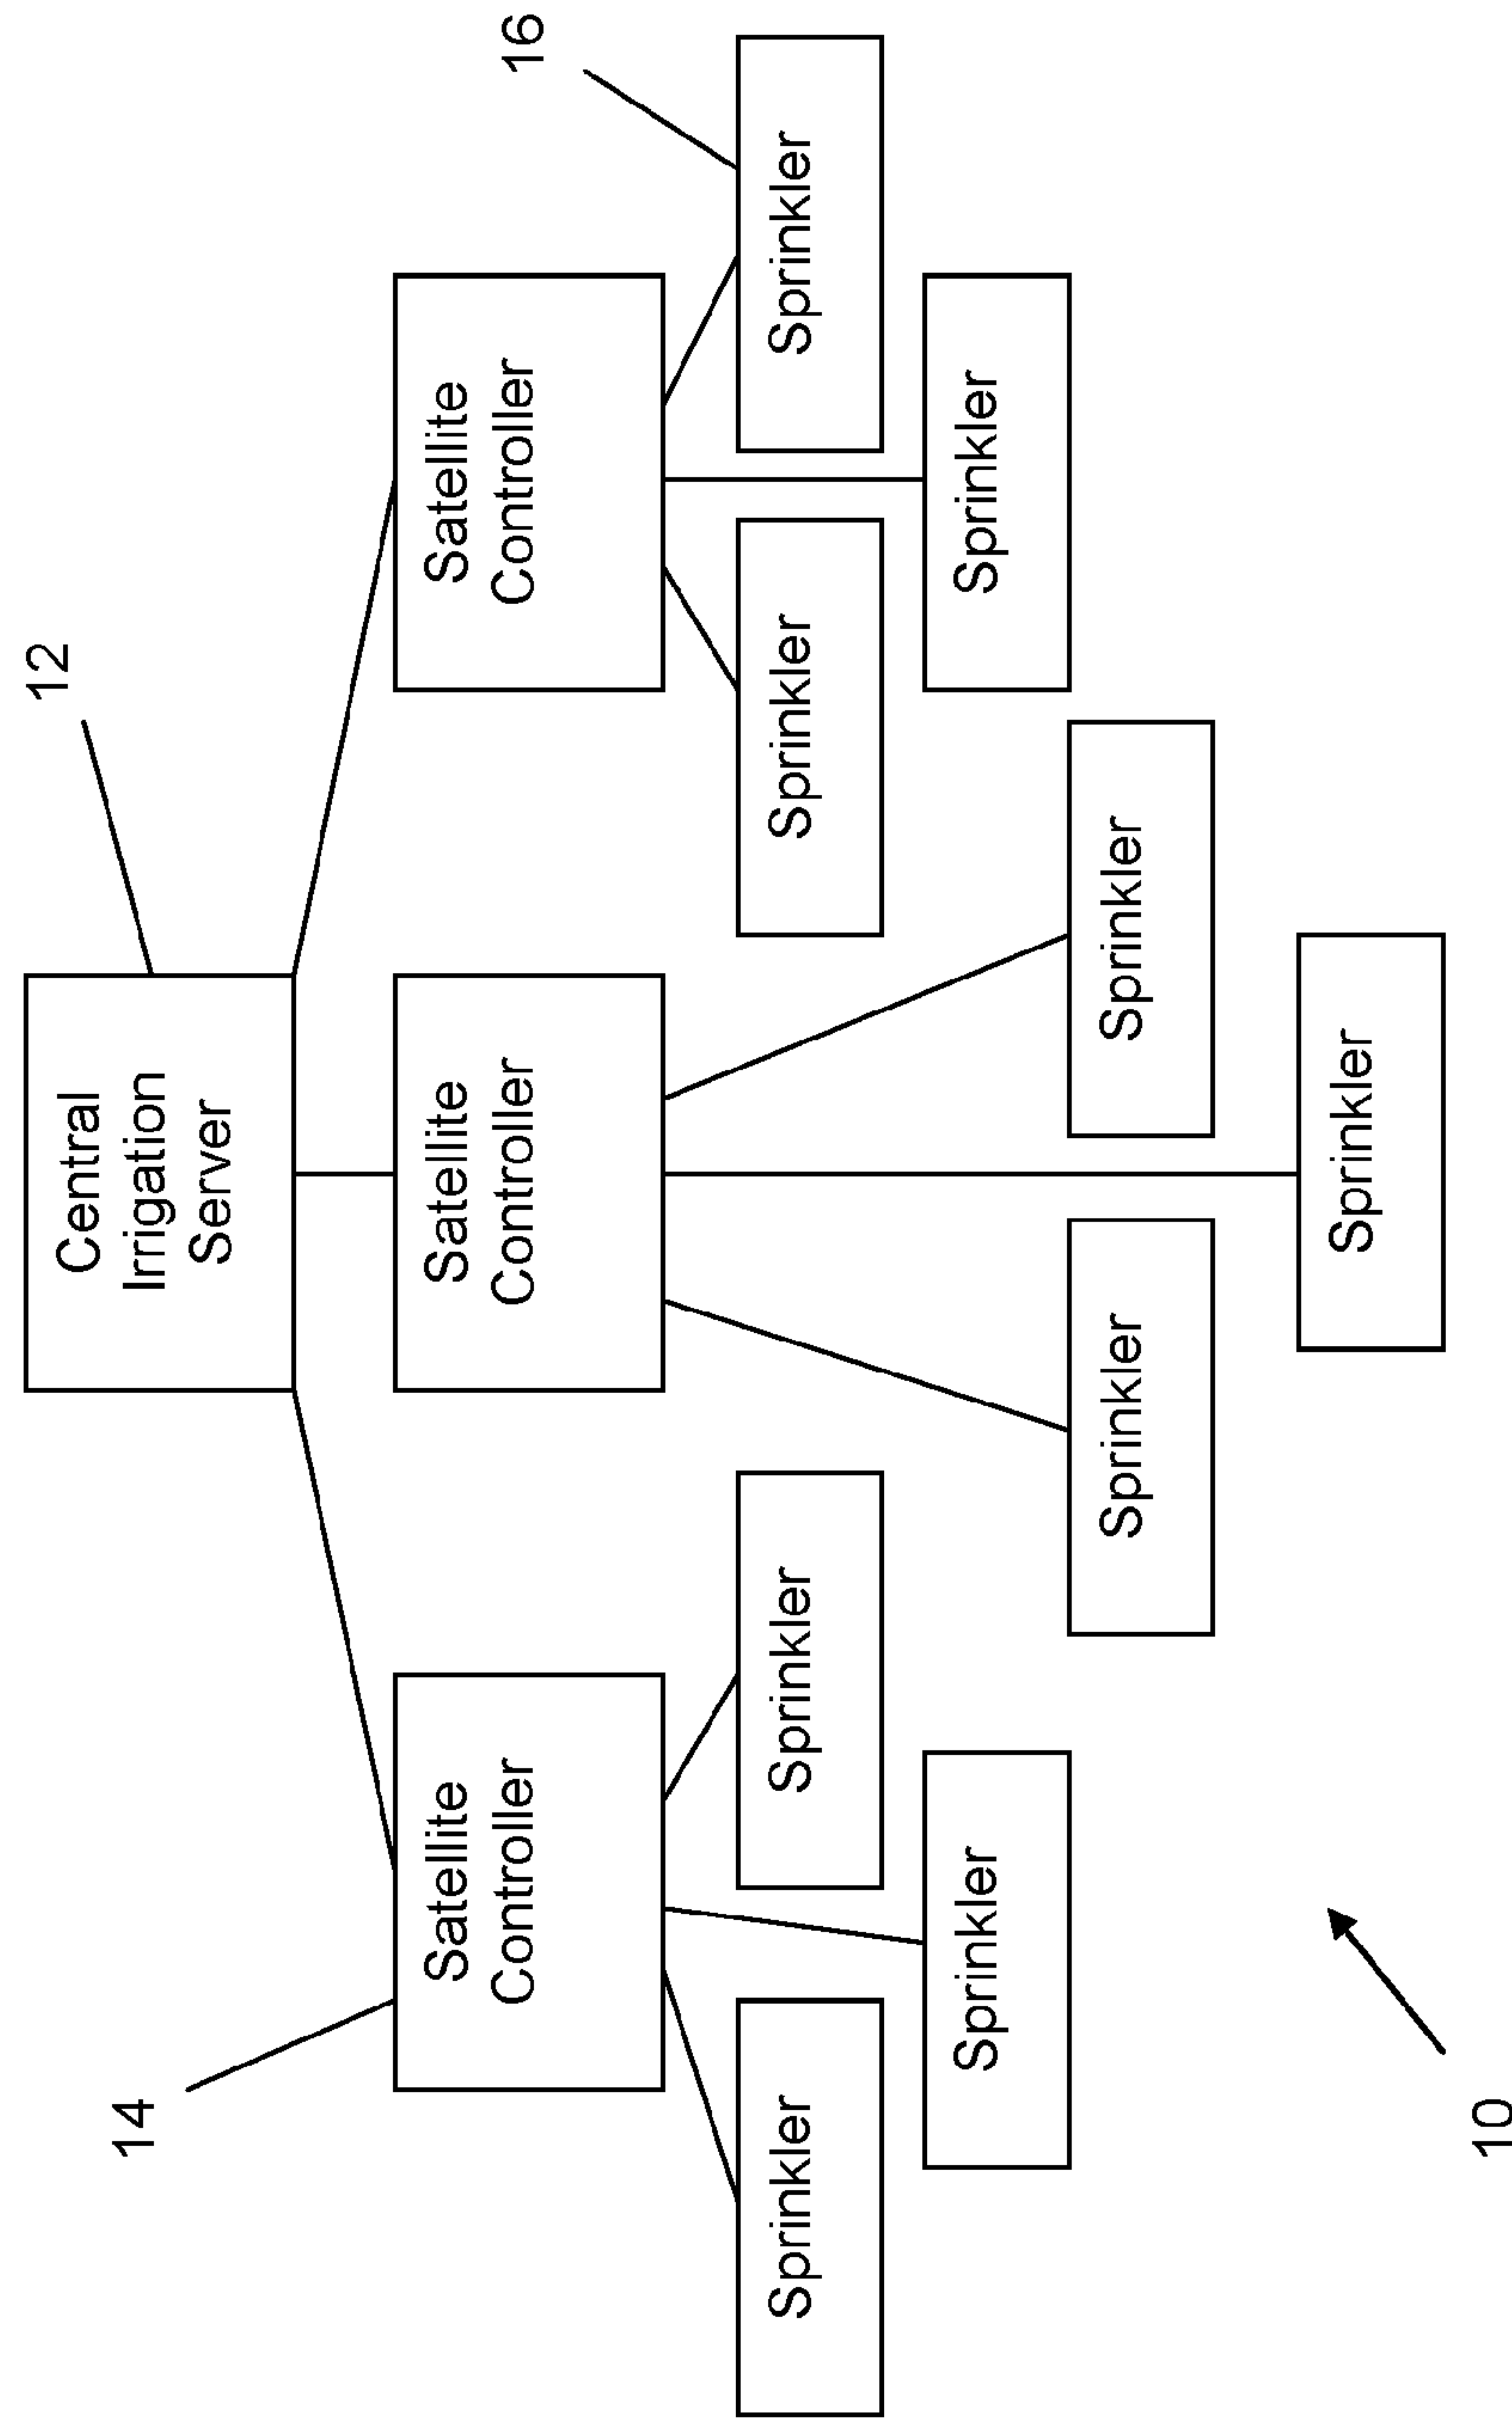 12
Central
Irrigation
Server
14
Satellite
Controller
Satellite
Controller
Satellite
Controller
16
Sprinkler
Sprinkler
Sprinkler
Sprinkler
Sprinkler
Sprinkler
Sprinkler
Sprinkler
Sprinkler
10